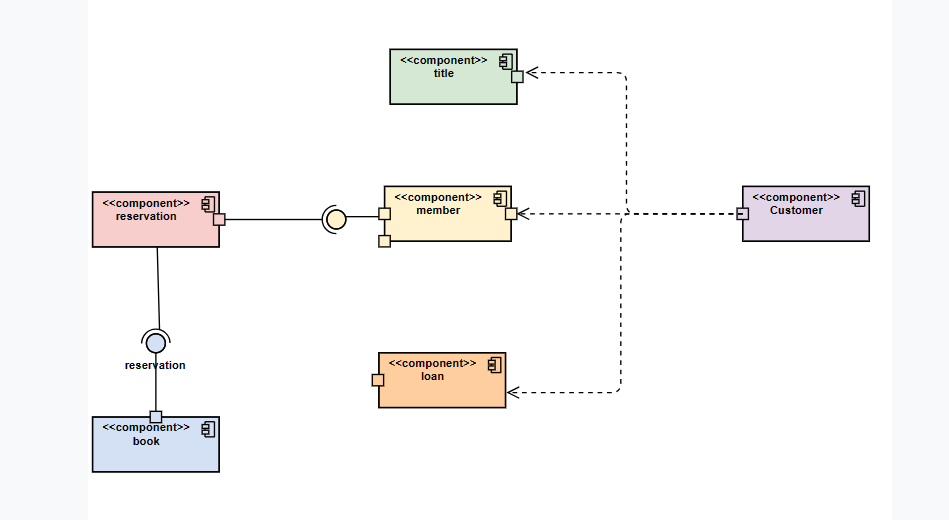 <<component>>
title
<<component>>
reservation
<<component>>
member
<<component>>
Customer
reservation
<<component>>
loan
<<component>>
book